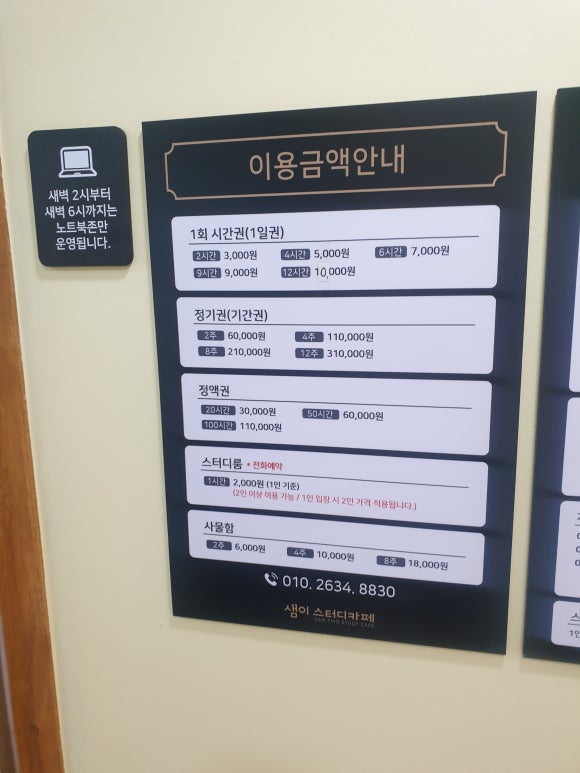 새벽 2시부터
새벽 6시까지는
노트북존만
운영됩니다.
이용금액안내
1회 시간권(1일권)
2시간 3,000원 4시간 5,000원 6시간 7,000원
9시간 9,000원 12시간 10,000원
정기권(기간권)
2주 60,000원 4주 110,000원
8주 210,000원 12주 310,000원
정액권
20시간 30,000원 50시간 60,000원
100시간 110,000원
스터디룸 • 전화예약
1시간 2,000원 (1인 기준)
(2인 이상 이용 가능 / 1인 입장 시 2인 가격 적용됩니다.)
사물함
2주 6,000원 4주 10,000원 8주 18,000원
010. 2634. 8830
샘이 스터디카페